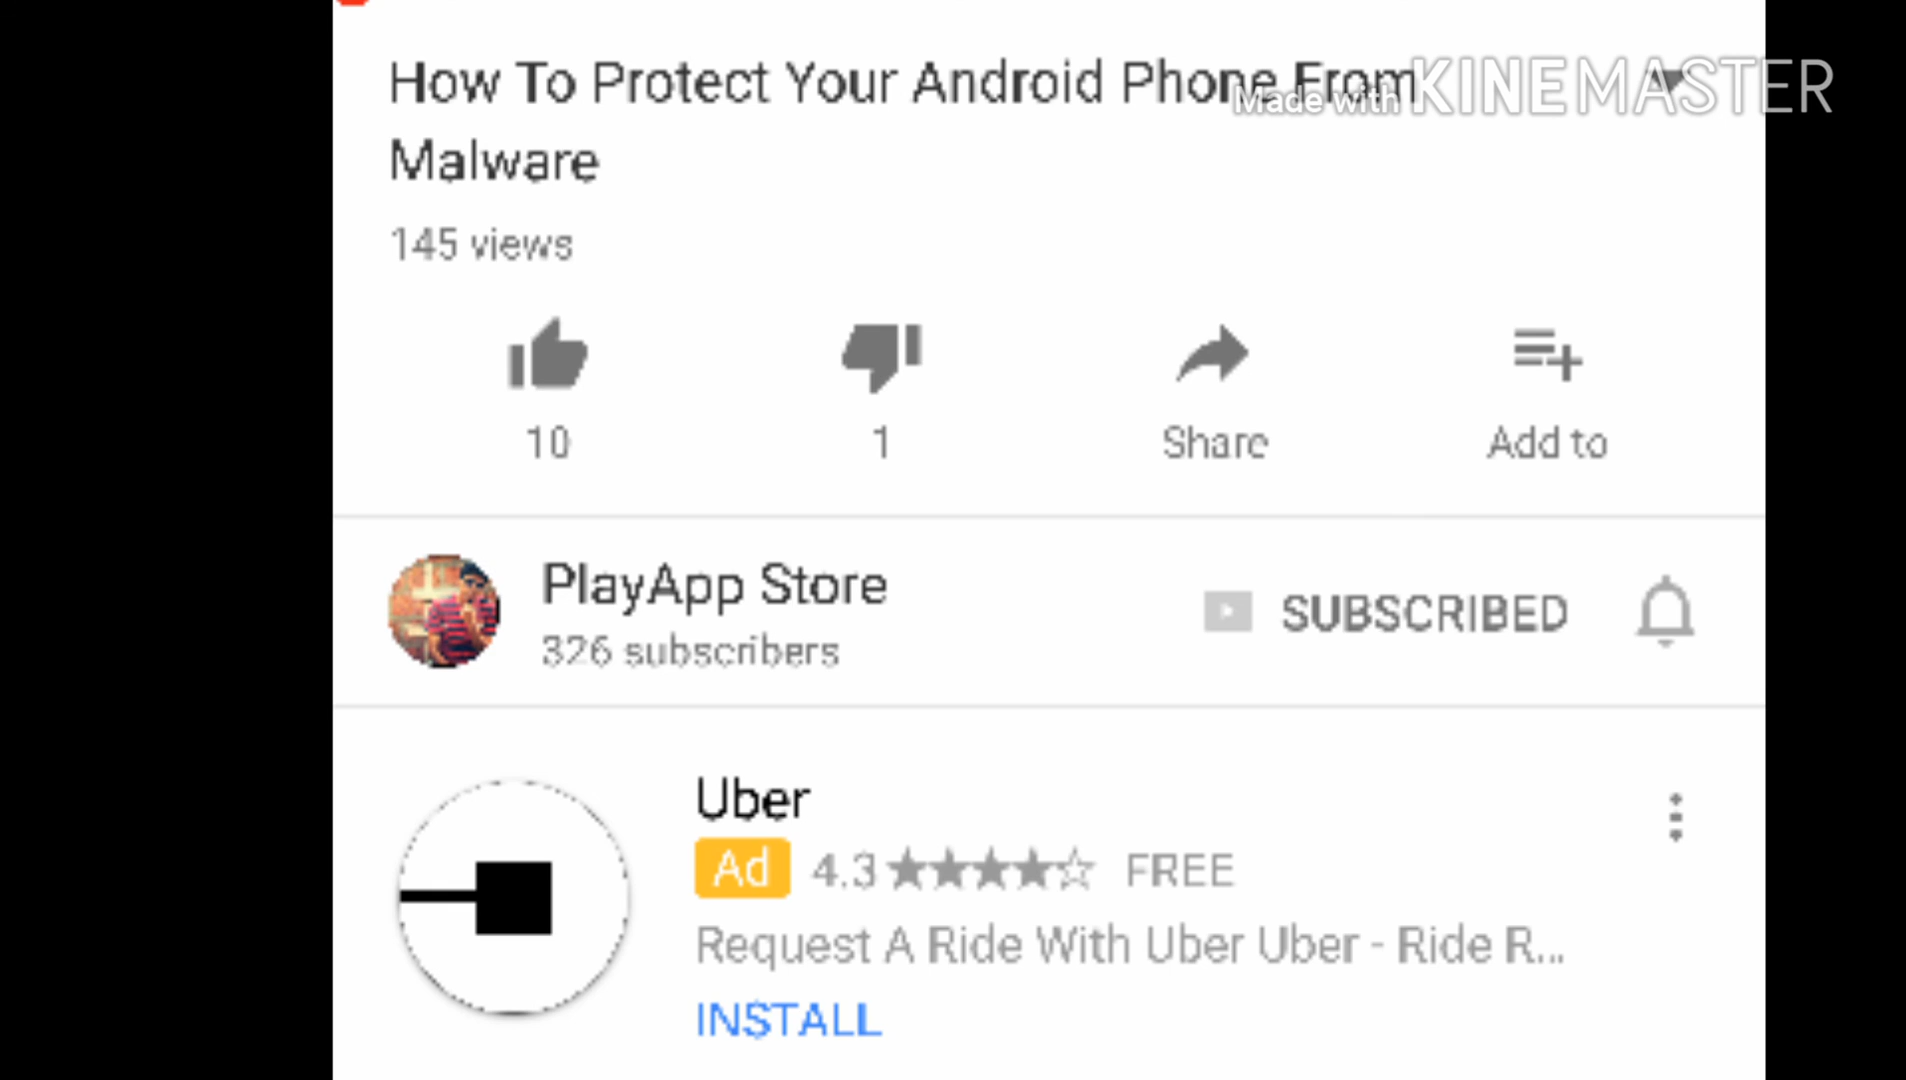 How To Protect Your Android Phone From
Made with KINEMASTER
Malware
145 views
10
1
Share
Add to
PlayApp Store
326 subscribers
SUBSCRIBED
Uber
Ad 4.3 FREE
Request A Ride With Uber Uber - Ride R...
INSTALL